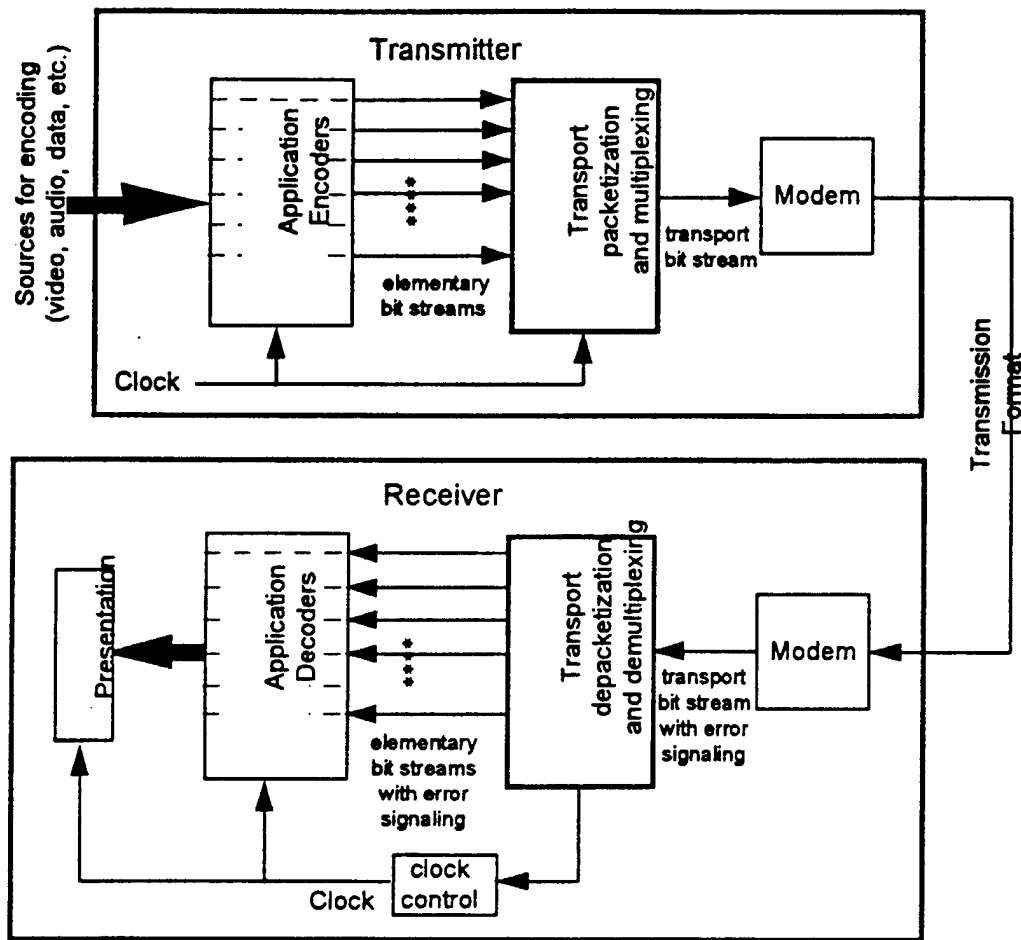 Transmitter
Sources for encoding
(video, audio, data, etc.)
Application
Encoders
****
elementary
bit streams
Transport
packetization
and multiplexing
transport
bit stream
Modem
Clock
Transmission
Format
Receiver
Presentation
Application
Decoders
****
elementary
bit streams
with error
signaling
Transport
depacketization
and demultiplexing
transport
bit stream
with error
signaling
Modem
clock
control
Clock